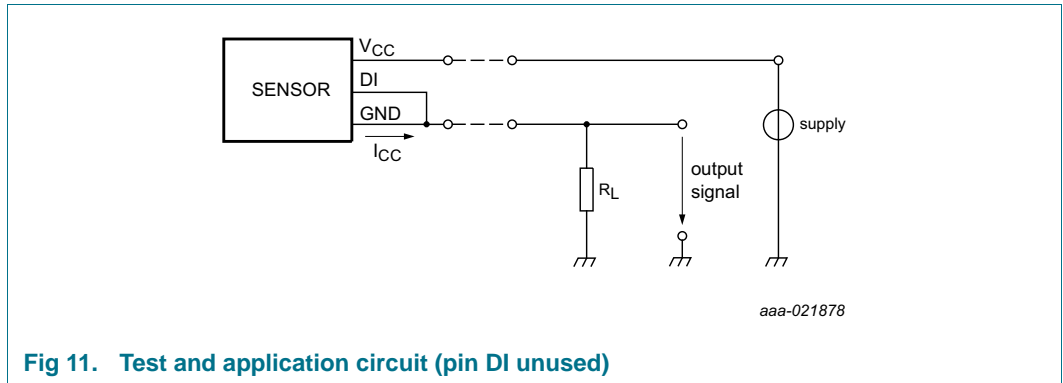 V_CC
DI
SENSOR
GND
I_CC
supply
R_L
output
signal
aaa-021878
Fig 11. Test and application circuit (pin DI unused)